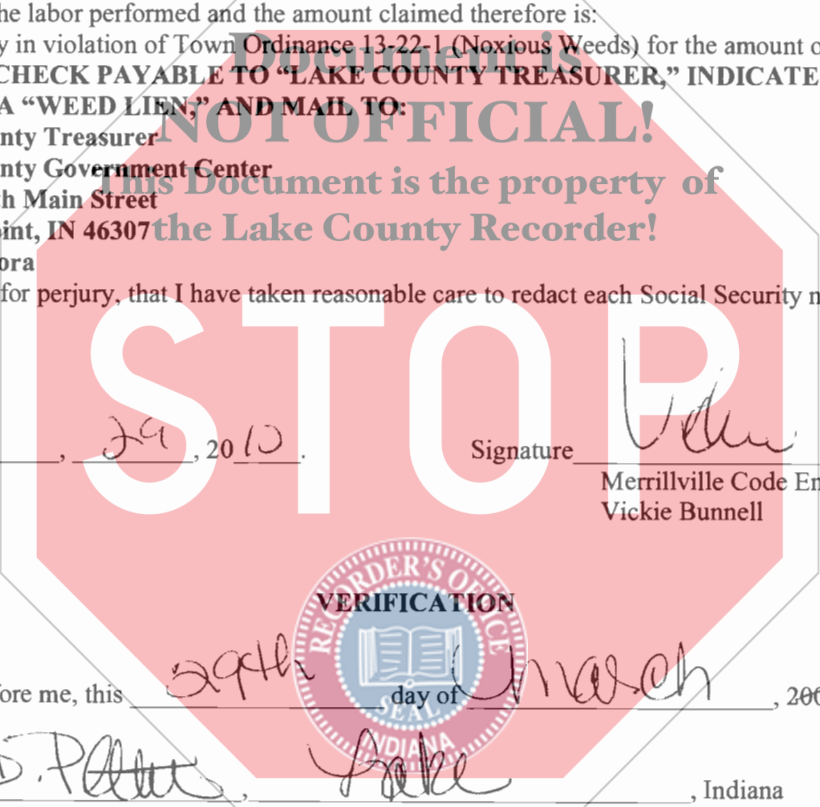 he labor performed and the amount claimed therefore is:
y in violation of Town Ordinance 13-22-1 (Noxious Weeds) for the amount o
Document is
CHECK PAYABLE TO “LAKE COUNTY TREASURER,” INDICATE
A “WEED LIEN,” AND MAIL TO:
NOT OFFICIAL!
nty Treasurer
nty Government Center
This Document is the property of
h Main Street
the Lake County Recorder!
int, IN 46307
ora
for perjury, that I have taken reasonable care to redact each Social Security n
STOP
, 29, 2010.
Signature
Merrillville Code En
Vickie Bunnell
RECORDER'S OFFICE
VERIFICATION
ore me, this 29th day of March, 200
SEAL
INDIANA
, Lake, Indiana